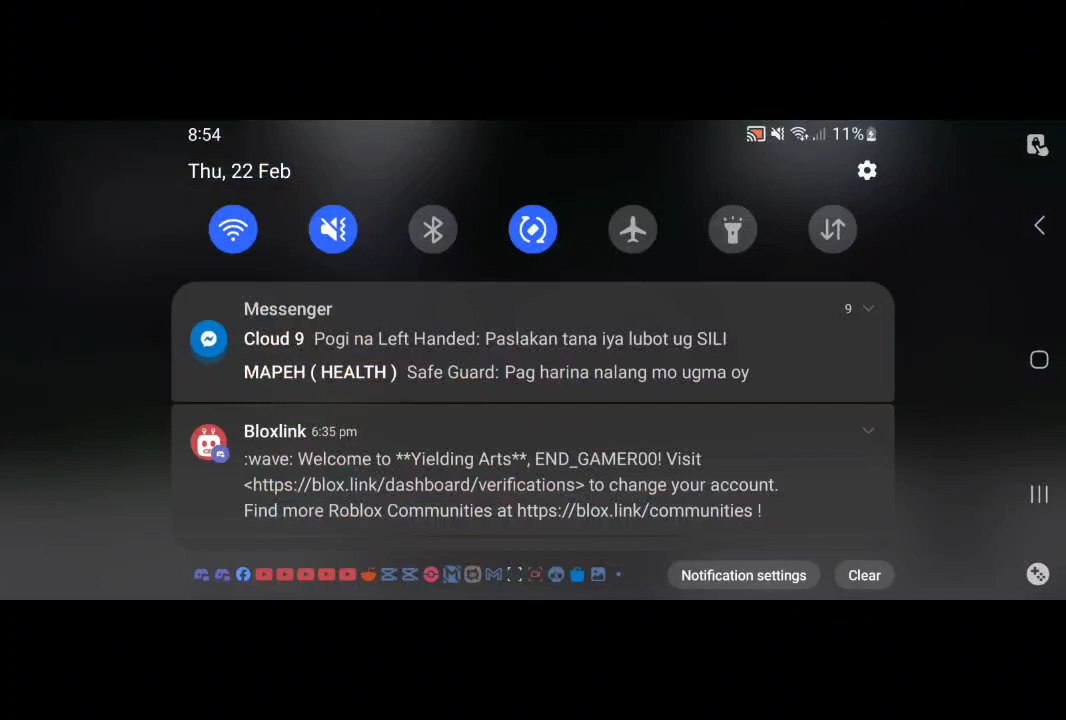 8:54
11%
Thu, 22 Feb
Messenger
9
Cloud 9 Pogi na Left Handed: Paslakan tana iya lubot ug SILI
MAPEH ( HEALTH ) Safe Guard: Pag harina nalang mo ugma oy
Bloxlink 6:35 pm
:wave: Welcome to **Yielding Arts**, END_GAMER00! Visit
<https://blox.link/dashboard/verifications> to change your account.
Find more Roblox Communities at https://blox.link/communities !
Notification settings
Clear